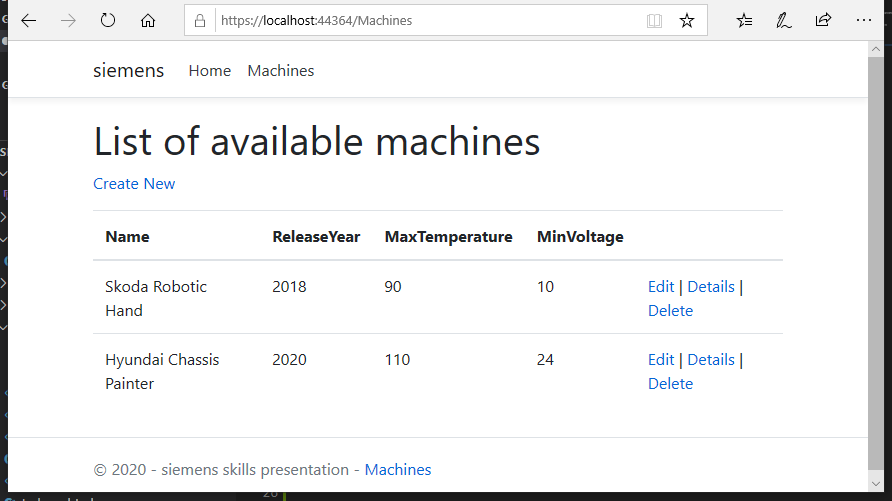 https://localhost:44364/Machines
siemens Home Machines
List of available machines
Create New
Name ReleaseYear MaxTemperature MinVoltage
Skoda Robotic 2018 90 10 Edit | Details |
Hand Delete
Hyundai Chassis 2020 110 24 Edit | Details |
Painter Delete
© 2020 - siemens skills presentation - Machines